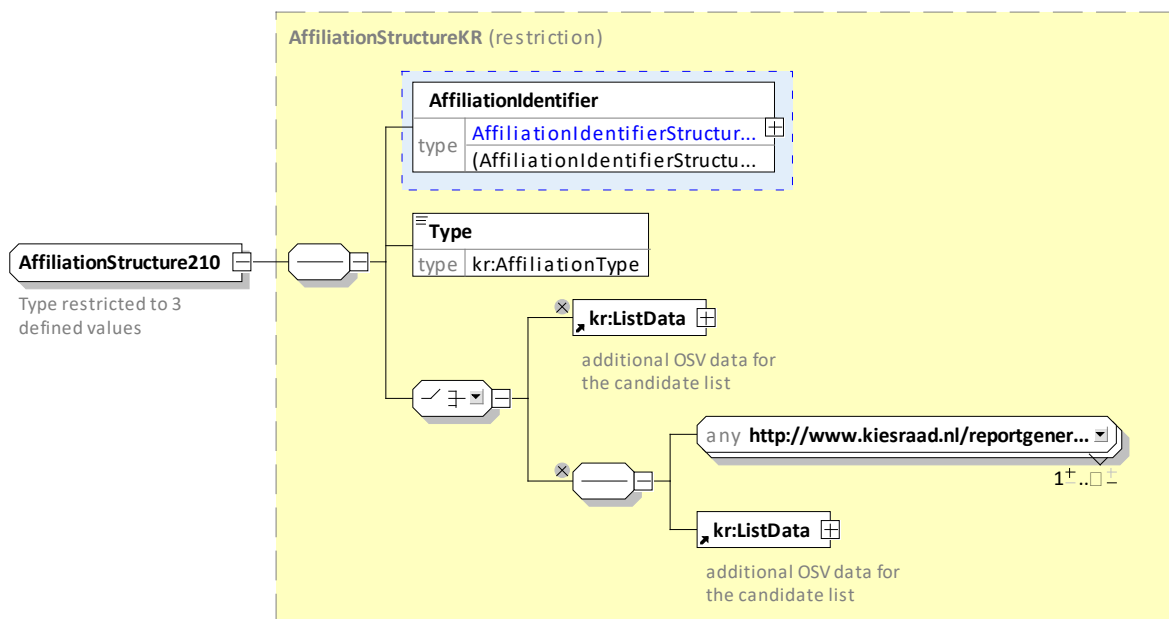 AffiliationStructureKR (restriction)
AffiliationIdentifier
type
AffiliationIdentifierStructur...
(AffiliationIdentifierStructu...
Type
type kr:AffiliationType
AffiliationStructure210
Type restricted to 3
defined values
kr:ListData
additional OSV data for
the candidate list
any http://www.kiesraad.nl/reportgener...
1..
kr:ListData
additional OSV data for
the candidate list